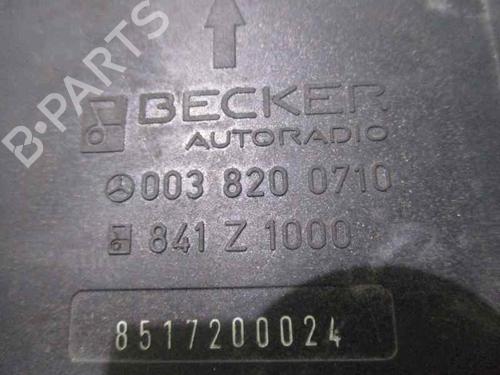 BECKER
AUTORADIO
003 820 0710
841 Z 1000
8517200024
B-PARTS